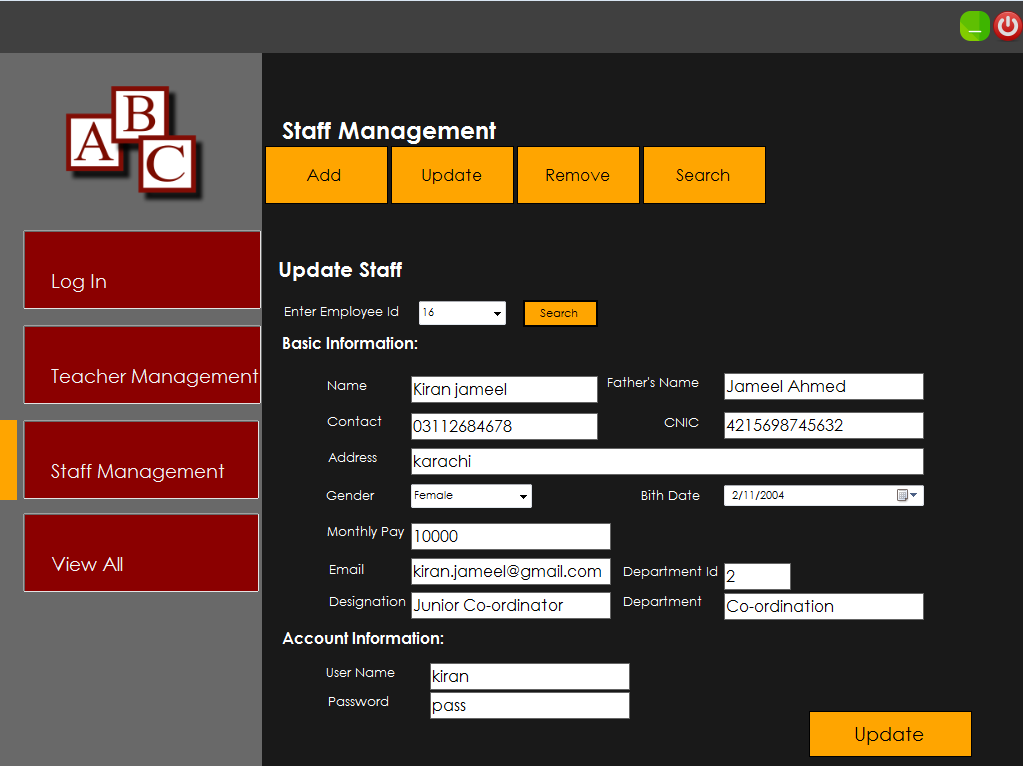 A B C
Staff Management
Add Update Remove Search
Log In
Teacher Management
Staff Management
View All
Update Staff
Enter Employee Id 16 Search
Basic Information:
Name Kiran jameel Father's Name Jameel Ahmed
Contact 03112684678 CNIC 4215698745632
Address karachi
Gender Female Bith Date 2/11/2004
Monthly Pay 10000
Email kiran.jameel@gmail.com Department Id 2
Designation Junior Co-ordinator Department Co-ordination
Account Information:
User Name kiran
Password pass
Update